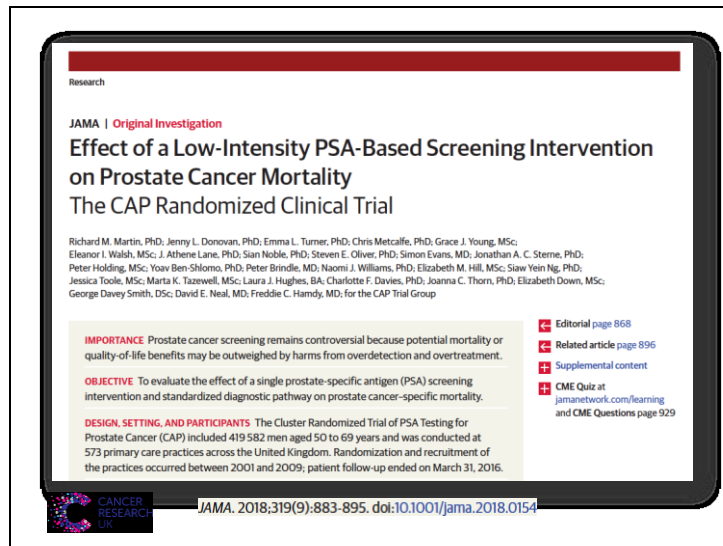 Research
JAMA | Original Investigation
Effect of a Low-Intensity PSA-Based Screening Intervention
on Prostate Cancer Mortality
The CAP Randomized Clinical Trial
Richard M. Martin, PhD; Jenny L. Donovan, PhD; Emma L. Turner, PhD; Chris Metcalfe, PhD; Grace J. Young, MSc;
Eleanor I. Walsh, MSc; J. Athene Lane, PhD; Sian Noble, PhD; Steven E. Oliver, PhD; Simon Evans, MD; Jonathan A. C. Sterne, PhD;
Peter Holding, MSc; Yoav Ben-Shlomo, PhD; Peter Brindle, MD; Naomi J. Williams, PhD; Elizabeth M. Hill, MSc; Siaw Yein Ng, PhD;
Jessica Toole, MSc; Marta K. Tazewell, MSc; Laura J. Hughes, BA; Charlotte F. Davies, PhD; Joanna C. Thorn, PhD; Elizabeth Down, MSc;
George Davey Smith, DSc; David E. Neal, MD; Freddie C. Hamdy, MD; for the CAP Trial Group
IMPORTANCE Prostate cancer screening remains controversial because potential mortality or
quality-of-life benefits may be outweighed by harms from overdetection and overtreatment.
OBJECTIVE To evaluate the effect of a single prostate-specific antigen (PSA) screening
intervention and standardized diagnostic pathway on prostate cancer-specific mortality.
DESIGN, SETTING, AND PARTICIPANTS The Cluster Randomized Trial of PSA Testing for
Prostate Cancer (CAP) included 419 582 men aged 50 to 69 years and was conducted at
573 primary care practices across the United Kingdom. Randomization and recruitment of
the practices occurred between 2001 and 2009; patient follow-up ended on March 31, 2016.
Editorial page 868
Related article page 896
Supplemental content
CME Quiz at
jamanetwork.com/learning
and CME Questions page 929
CANCER
RESEARCH
UK
JAMA. 2018;319(9):883-895. doi:10.1001/jama.2018.0154